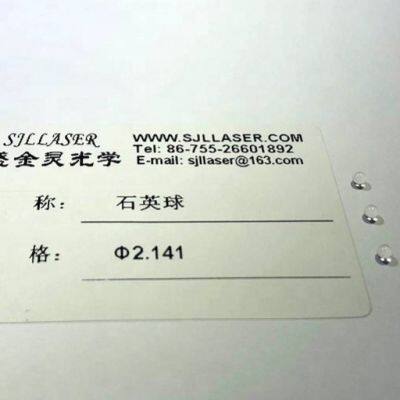 SJLLASER
金灵光学
WWW.SJLLASER.COM
Tel: 86-755-26601892
E-mail: sjllaser@163.com
称: 石英球
格: Φ2.141